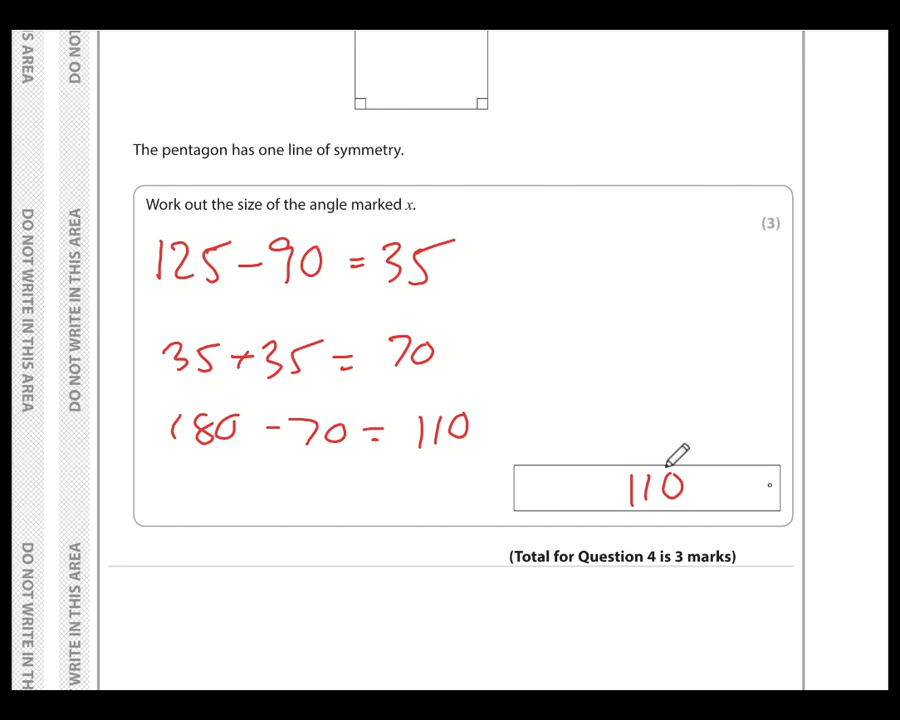 S AREA
DO NOT
The pentagon has one line of symmetry.
Work out the size of the angle marked x.
(3)
125 - 90 = 35
35 + 35 = 70
180 - 70 = 110
110 °
(Total for Question 4 is 3 marks)
DO NOT WRITE IN THIS AREA
DO NOT WRITE IN THIS AREA
DO NOT WRITE IN TH
WRITE IN THIS AREA